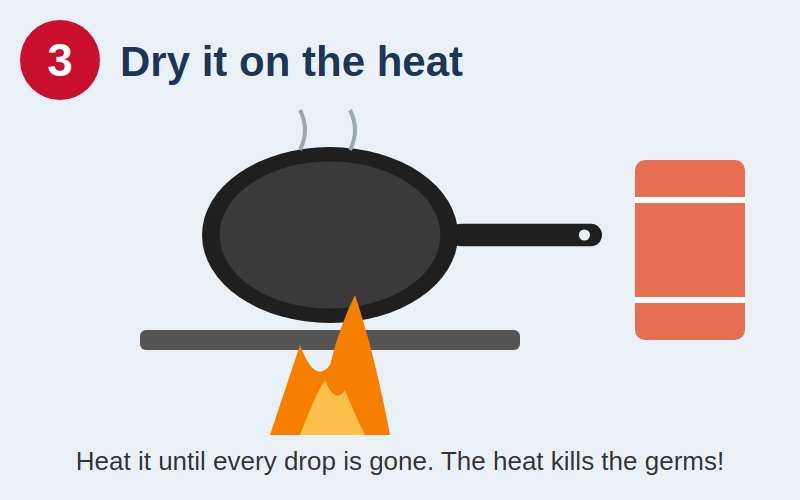 3
Dry it on the heat
Heat it until every drop is gone. The heat kills the germs!